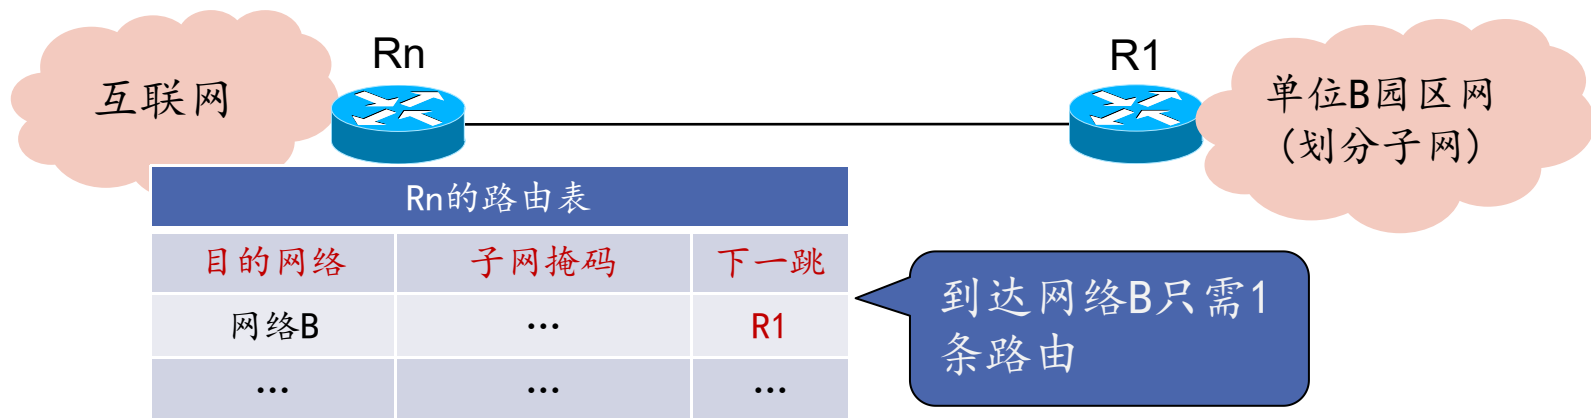 Rn
R1
互联网
单位B园区网
(划分子网)
Rn的路由表
目的网络 子网掩码 下一跳
网络B … R1
… … …
到达网络B只需1
条路由